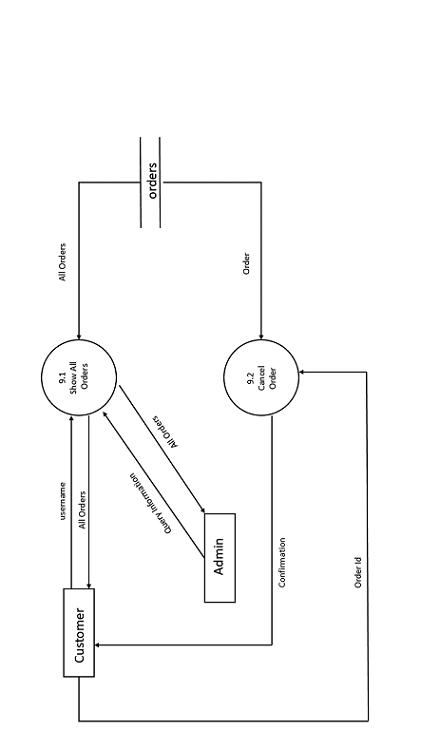 Customer
username
All Orders
9.1
Show All
Orders
All Orders
orders
Admin
Query Information
All Orders
Order
9.2
Cancel
Order
Confirmation
Order Id